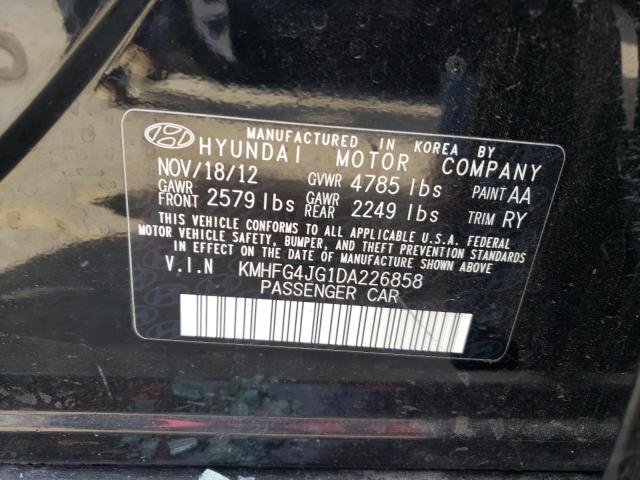 MANUFACTURED IN KOREA BY
HYUNDAI MOTOR COMPANY
NOV/18/12 GVWR 4785 lbs PAINT AA
GAWR FRONT 2579 lbs GAWR REAR 2249 lbs TRIM RY
THIS VEHICLE CONFORMS TO ALL APPLICABLE U.S.A. FEDERAL
MOTOR VEHICLE SAFETY, BUMPER, AND THEFT PREVENTION STANDARDS
IN EFFECT ON THE DATE OF MANUFACTURE SHOWN ABOVE
V.I.N KMHFG4JG1DA226858
PASSENGER CAR